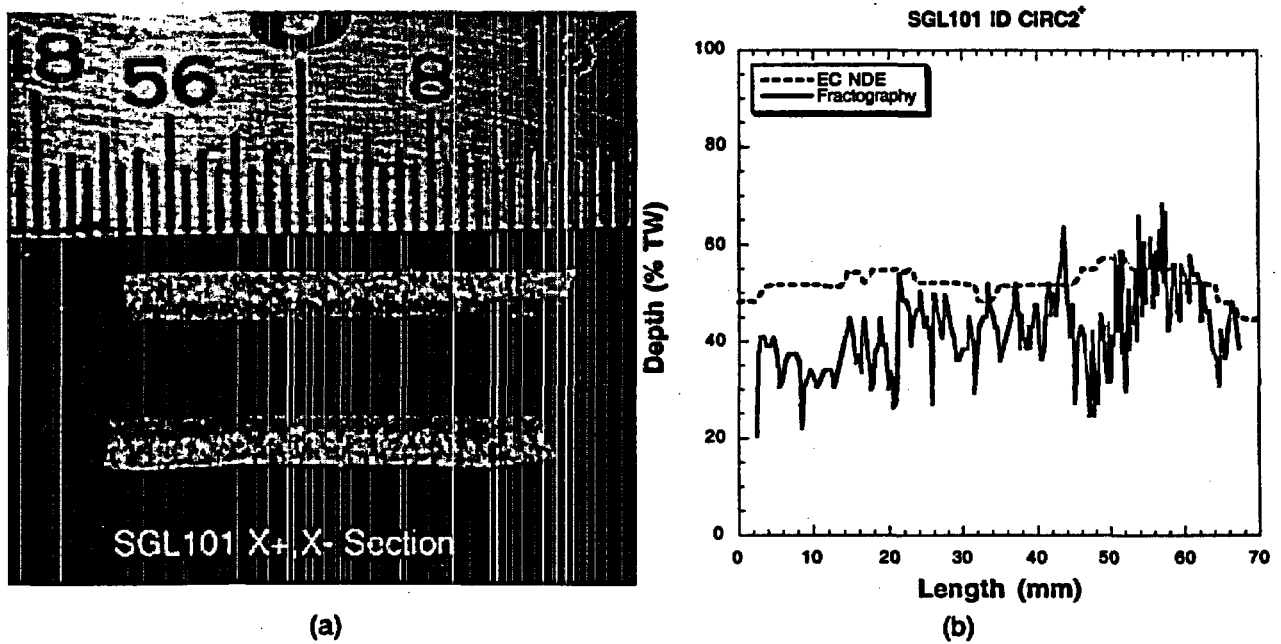 8 56 8
SGL101 X+,X- Section
(a)
SGL101 ID CIRC2⁺
EC NDE
Fractography
Depth (% TW)
100
80
60
40
20
0
0 10 20 30 40 50 60 70
Length (mm)
(b)